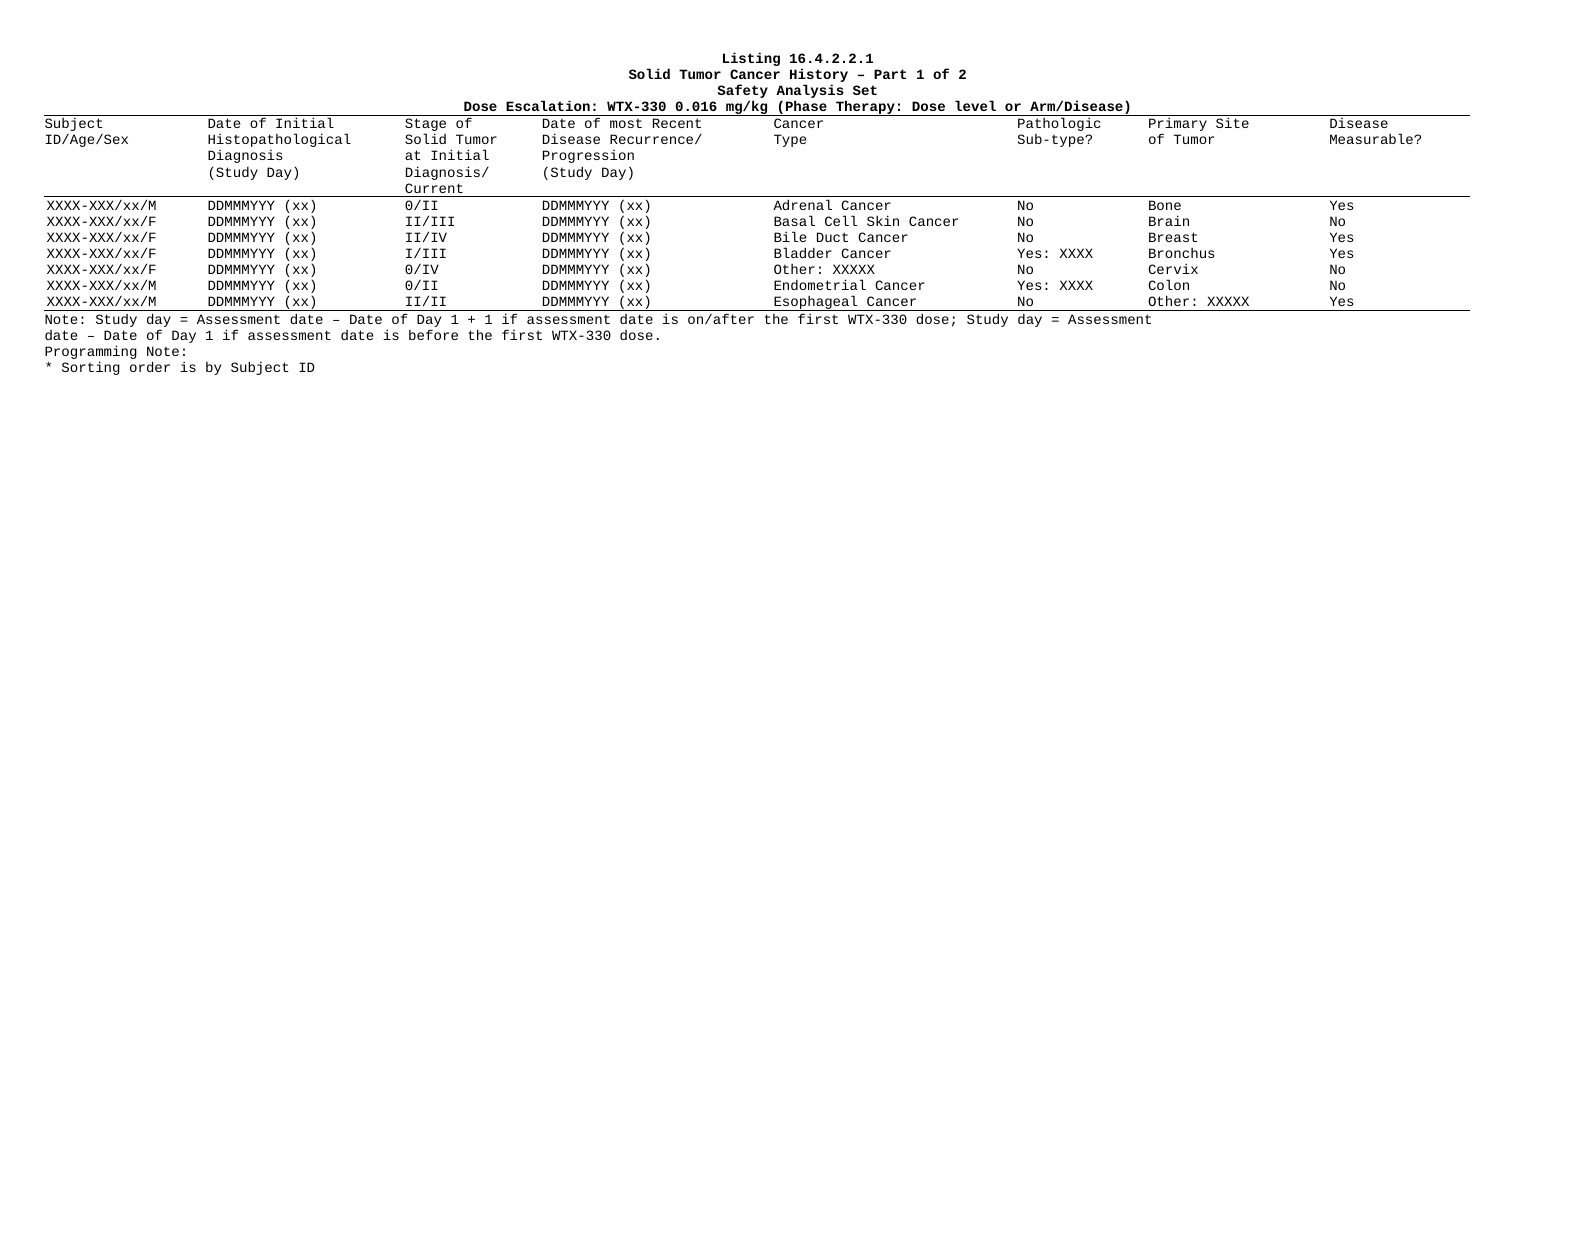 Listing 16.4.2.2.1
Solid Tumor Cancer History – Part 1 of 2
Safety Analysis Set
Dose Escalation: WTX-330 0.016 mg/kg (Phase Therapy: Dose level or Arm/Disease)
Subject Date of Initial Stage of Date of most Recent Cancer Pathologic Primary Site Disease
ID/Age/Sex Histopathological Solid Tumor Disease Recurrence/ Type Sub-type? of Tumor Measurable?
Diagnosis at Initial Progression
(Study Day) Diagnosis/ (Study Day)
Current
XXXX-XXX/xx/M DDMMMYYY (xx) 0/II DDMMMYYY (xx) Adrenal Cancer No Bone Yes
XXXX-XXX/xx/F DDMMMYYY (xx) II/III DDMMMYYY (xx) Basal Cell Skin Cancer No Brain No
XXXX-XXX/xx/F DDMMMYYY (xx) II/IV DDMMMYYY (xx) Bile Duct Cancer No Breast Yes
XXXX-XXX/xx/F DDMMMYYY (xx) I/III DDMMMYYY (xx) Bladder Cancer Yes: XXXX Bronchus Yes
XXXX-XXX/xx/F DDMMMYYY (xx) 0/IV DDMMMYYY (xx) Other: XXXXX No Cervix No
XXXX-XXX/xx/M DDMMMYYY (xx) 0/II DDMMMYYY (xx) Endometrial Cancer Yes: XXXX Colon No
XXXX-XXX/xx/M DDMMMYYY (xx) II/II DDMMMYYY (xx) Esophageal Cancer No Other: XXXXX Yes
Note: Study day = Assessment date – Date of Day 1 + 1 if assessment date is on/after the first WTX-330 dose; Study day = Assessment
date – Date of Day 1 if assessment date is before the first WTX-330 dose.
Programming Note:
* Sorting order is by Subject ID